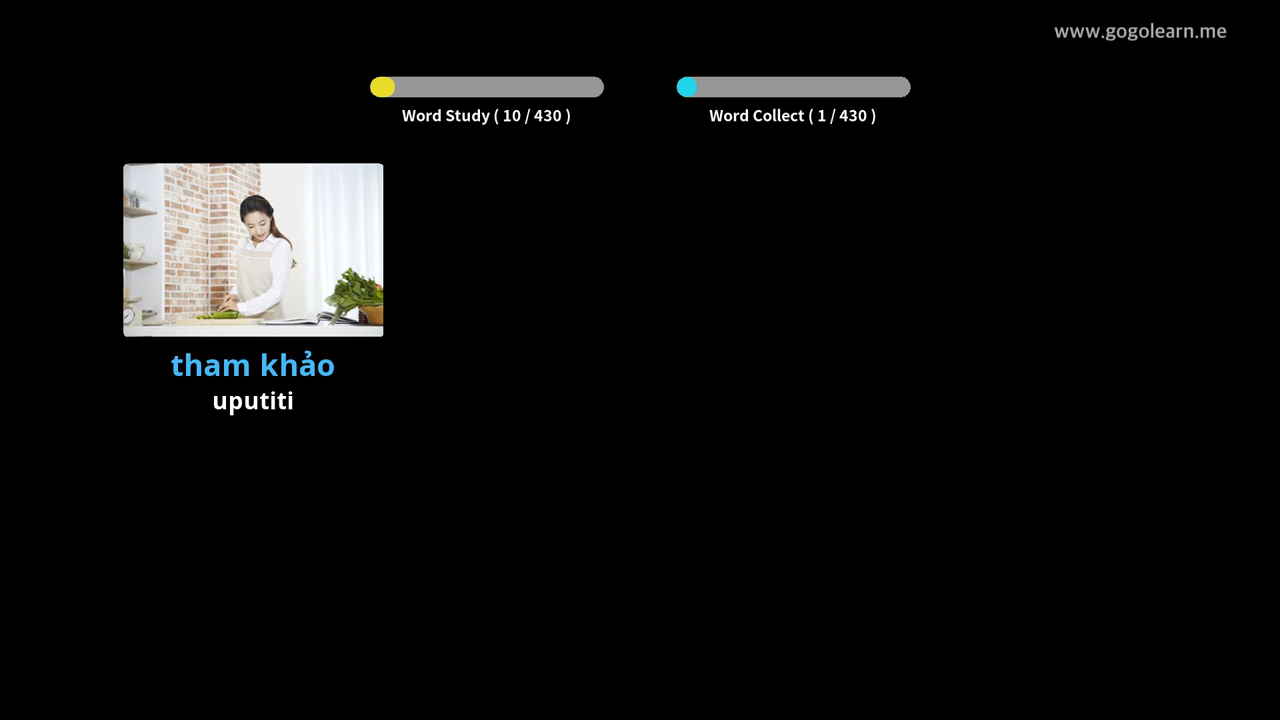 www.gogolearn.me
Word Study ( 10 / 430 )
Word Collect ( 1 / 430 )
tham khảo
uputiti